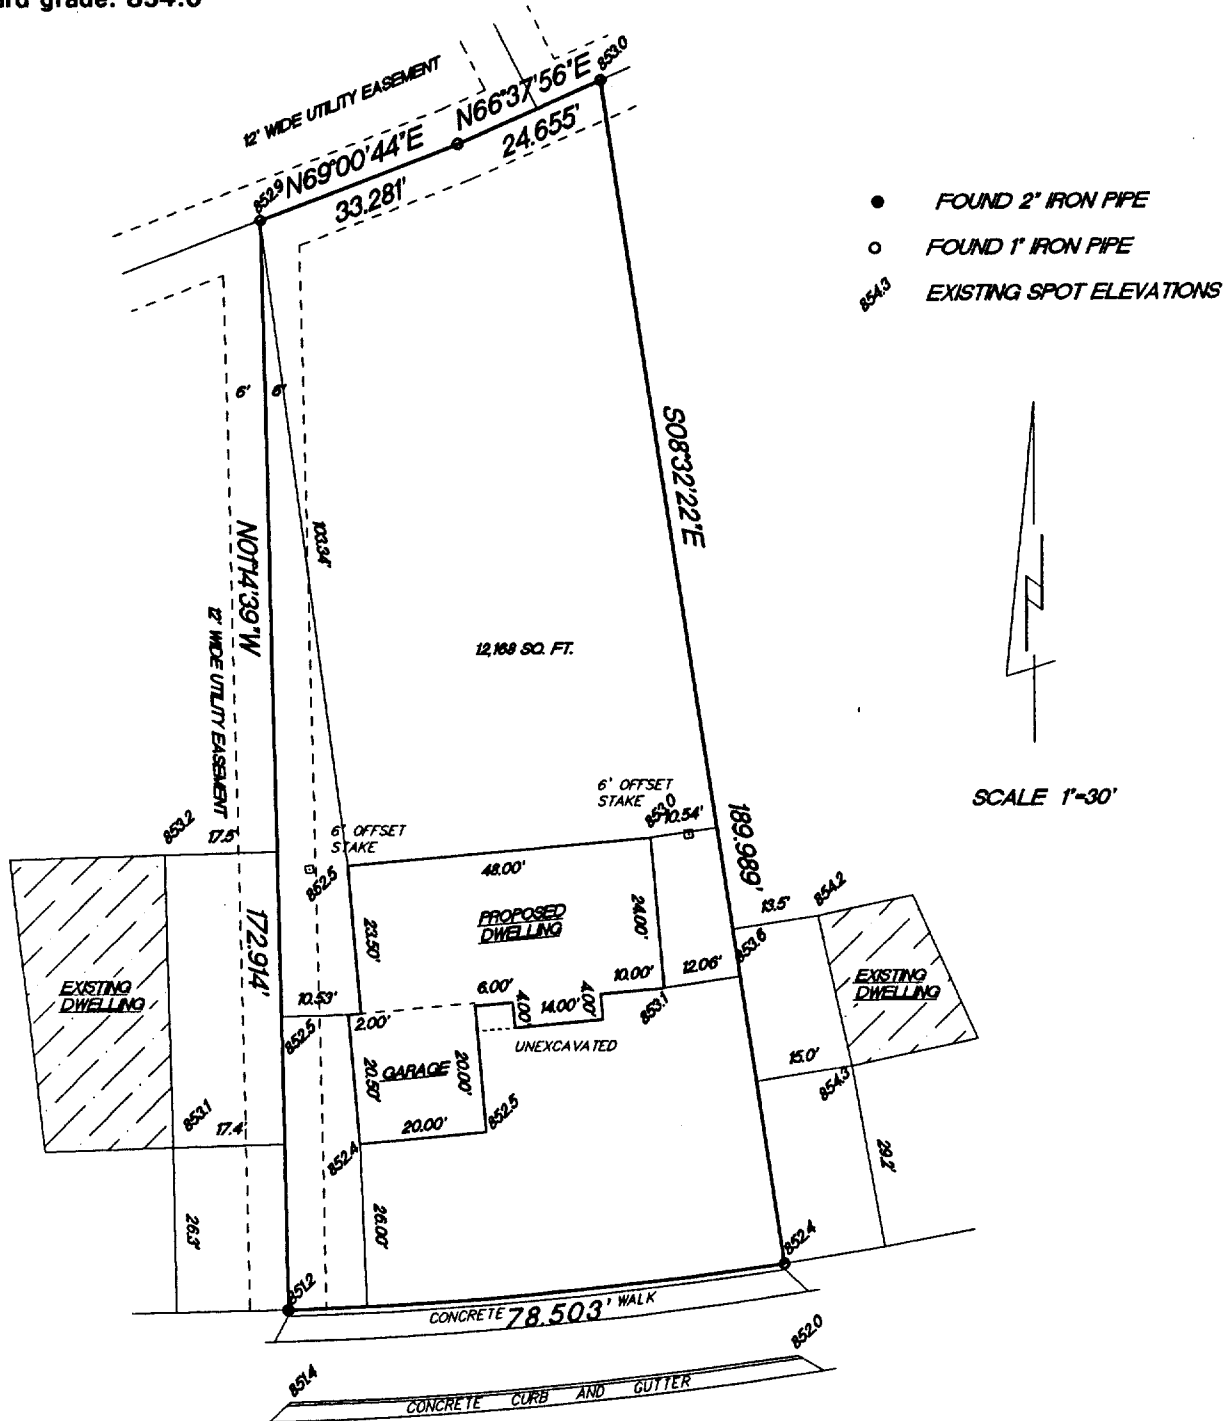 ard grade: 854.0
12' WIDE UTILITY EASEMENT
N66°37'56"E
853.0
24.655'
N69°00'44"E
852.9
33.281'
FOUND 2" IRON PIPE
FOUND 1" IRON PIPE
854.3
EXISTING SPOT ELEVATIONS
6'
6'
S08°32'22"E
103.34'
N01°14'39"W
12' WIDE UTILITY EASEMENT
12,168 SQ. FT.
SCALE 1"=30'
6' OFFSET
STAKE
853.0
10.54'
189.989'
853.2
17.5'
6' OFFSET
STAKE
852.5
48.00'
13.5'
854.2
PROPOSED
DWELLING
24.00'
23.50'
172.914'
853.6
12.06'
10.00'
EXISTING
DWELLING
EXISTING
DWELLING
6.00'
4.00'
14.00'
4.00'
853.1
10.53'
852.5
2.00'
UNEXCAVATED
GARAGE
20.50'
20.00'
15.0'
854.3
853.1
17.4'
20.00'
852.5
852.4
29.2'
26.3'
26.00'
852.4
851.2
CONCRETE WALK
78.503'
852.0
851.4
CONCRETE CURB AND GUTTER